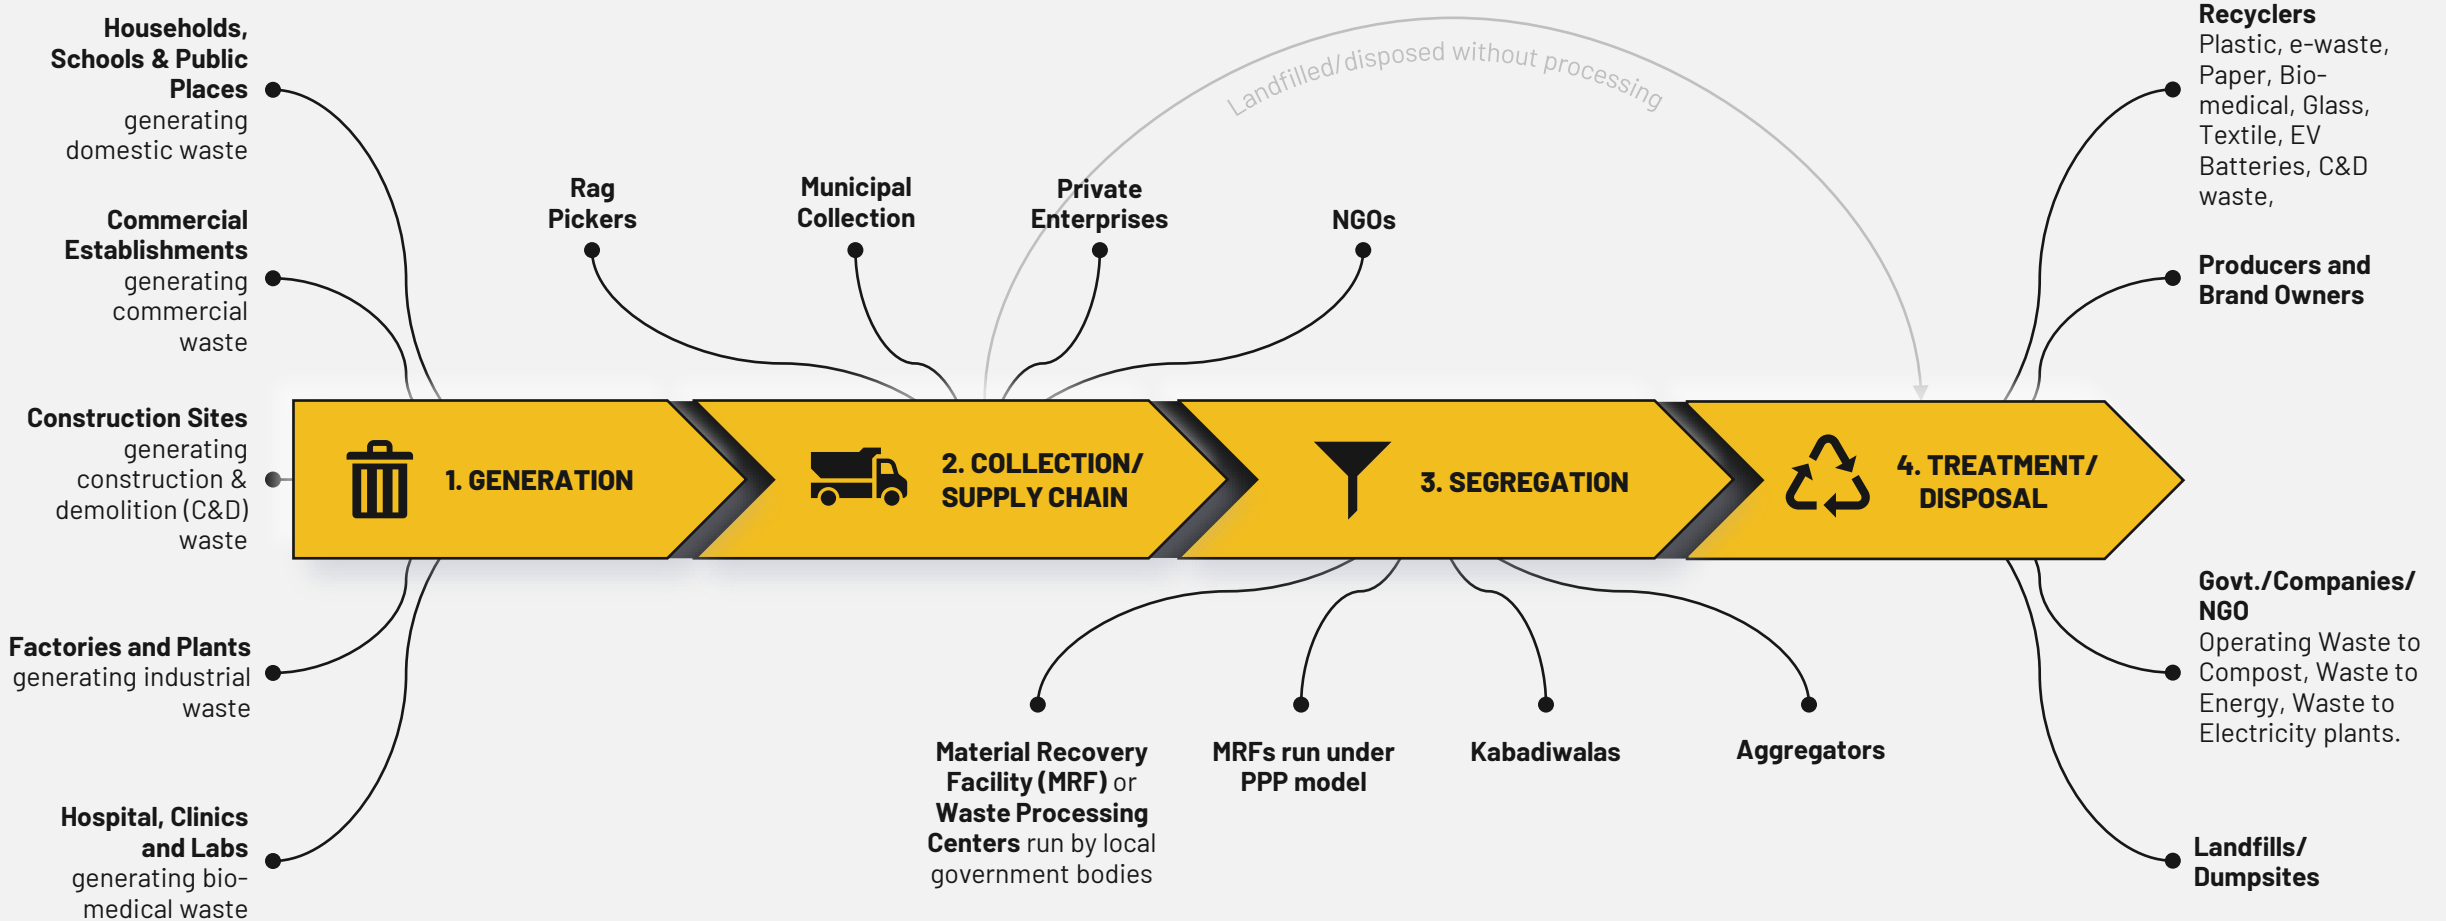 Households,
Schools & Public
Places
generating
domestic waste
Commercial
Establishments
generating
commercial
waste
Construction Sites
generating
construction &
demolition (C&D)
waste
Factories and Plants
generating industrial
waste
Hospital, Clinics
and Labs
generating bio-
medical waste
1. GENERATION
Rag
Pickers
Municipal
Collection
Private
Enterprises
NGOs
2. COLLECTION/
SUPPLY CHAIN
Landfilled/disposed without processing
3. SEGREGATION
Material Recovery
Facility (MRF) or
Waste Processing
Centers run by local
government bodies
MRFs run under
PPP model
Kabadiwalas
Aggregators
4. TREATMENT/
DISPOSAL
Recyclers
Plastic, e-waste,
Paper, Bio-
medical, Glass,
Textile, EV
Batteries, C&D
waste,
Producers and
Brand Owners
Govt./Companies/
NGO
Operating Waste to
Compost, Waste to
Energy, Waste to
Electricity plants.
Landfills/
Dumpsites